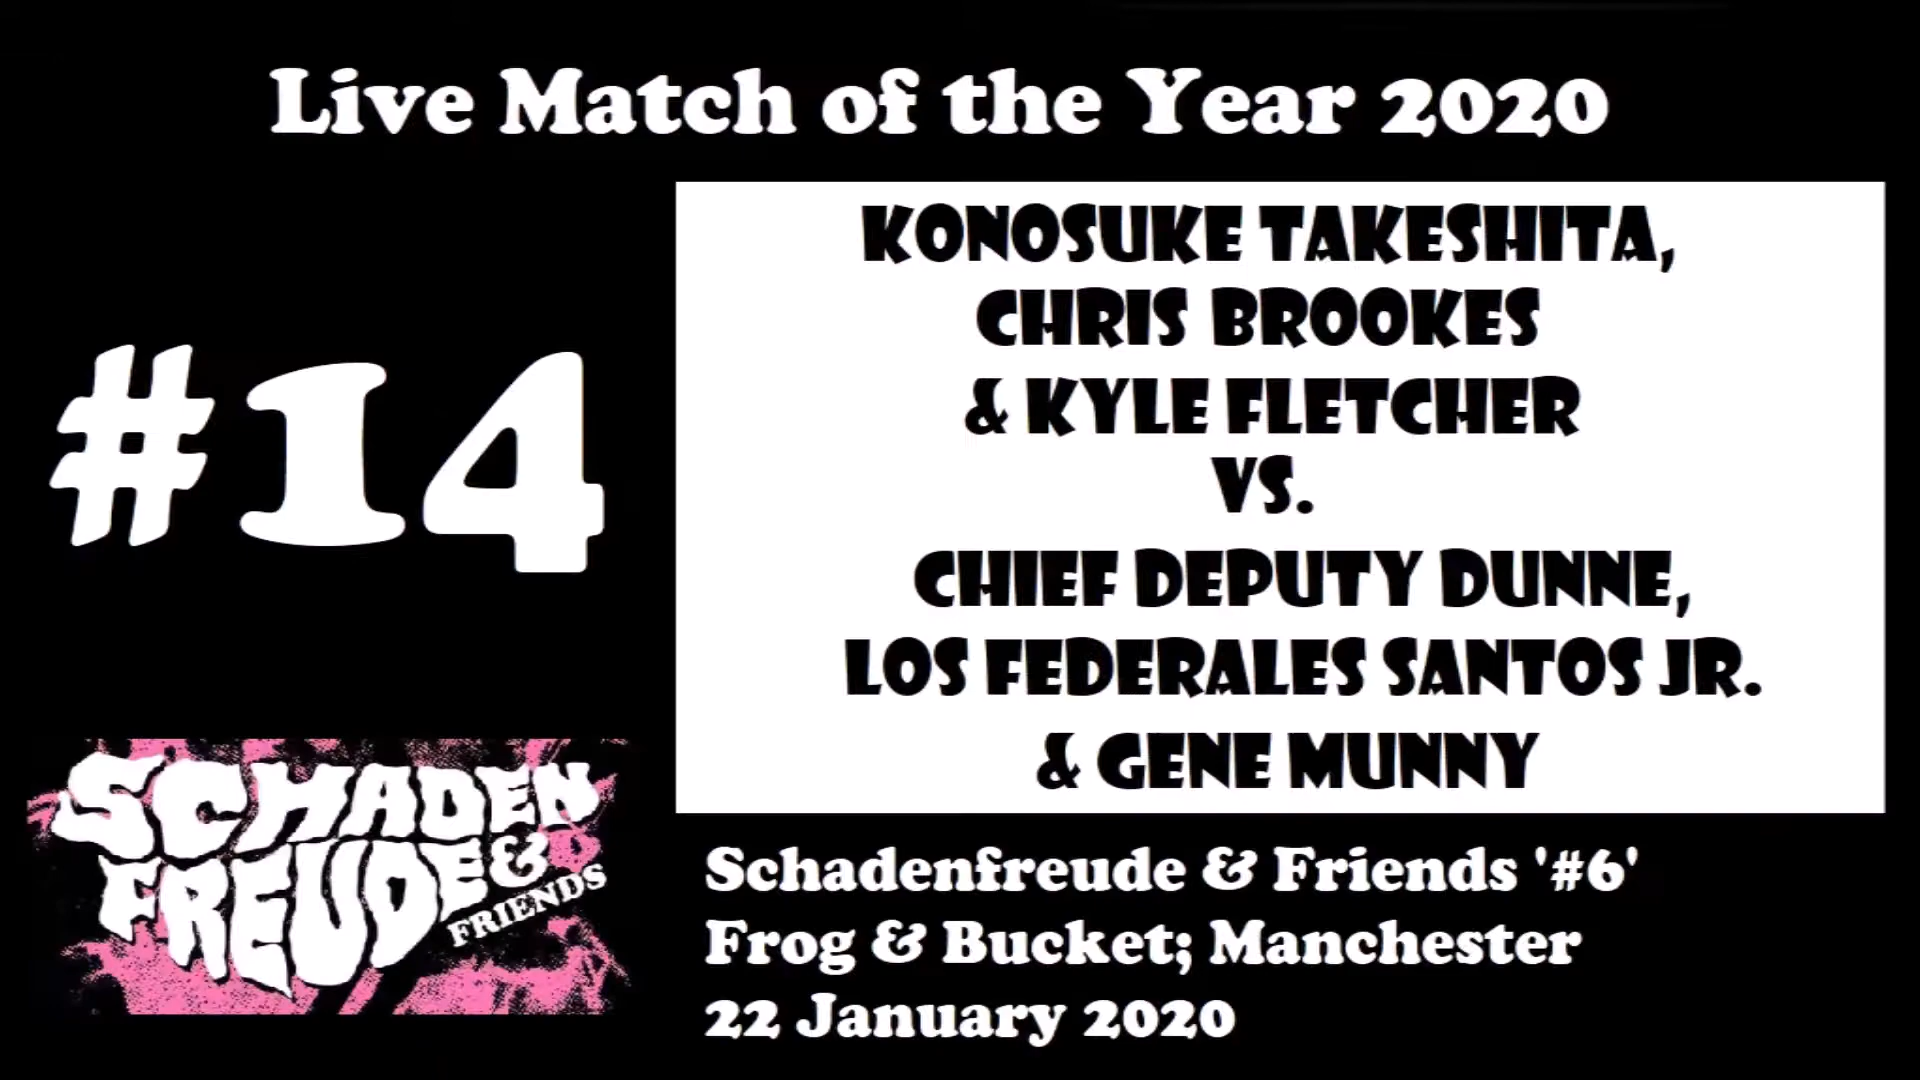 Live Match of the Year 2020
#14
KONOSUKE TAKESHITA,
CHRIS BROOKES
& KYLE FLETCHER
VS.
CHIEF DEPUTY DUNNE,
LOS FEDERALES SANTOS JR.
& GENE MUNNY
SCHADEN
FREUDE &
FRIENDS
Schadenfreude & Friends '#6'
Frog & Bucket; Manchester
22 January 2020